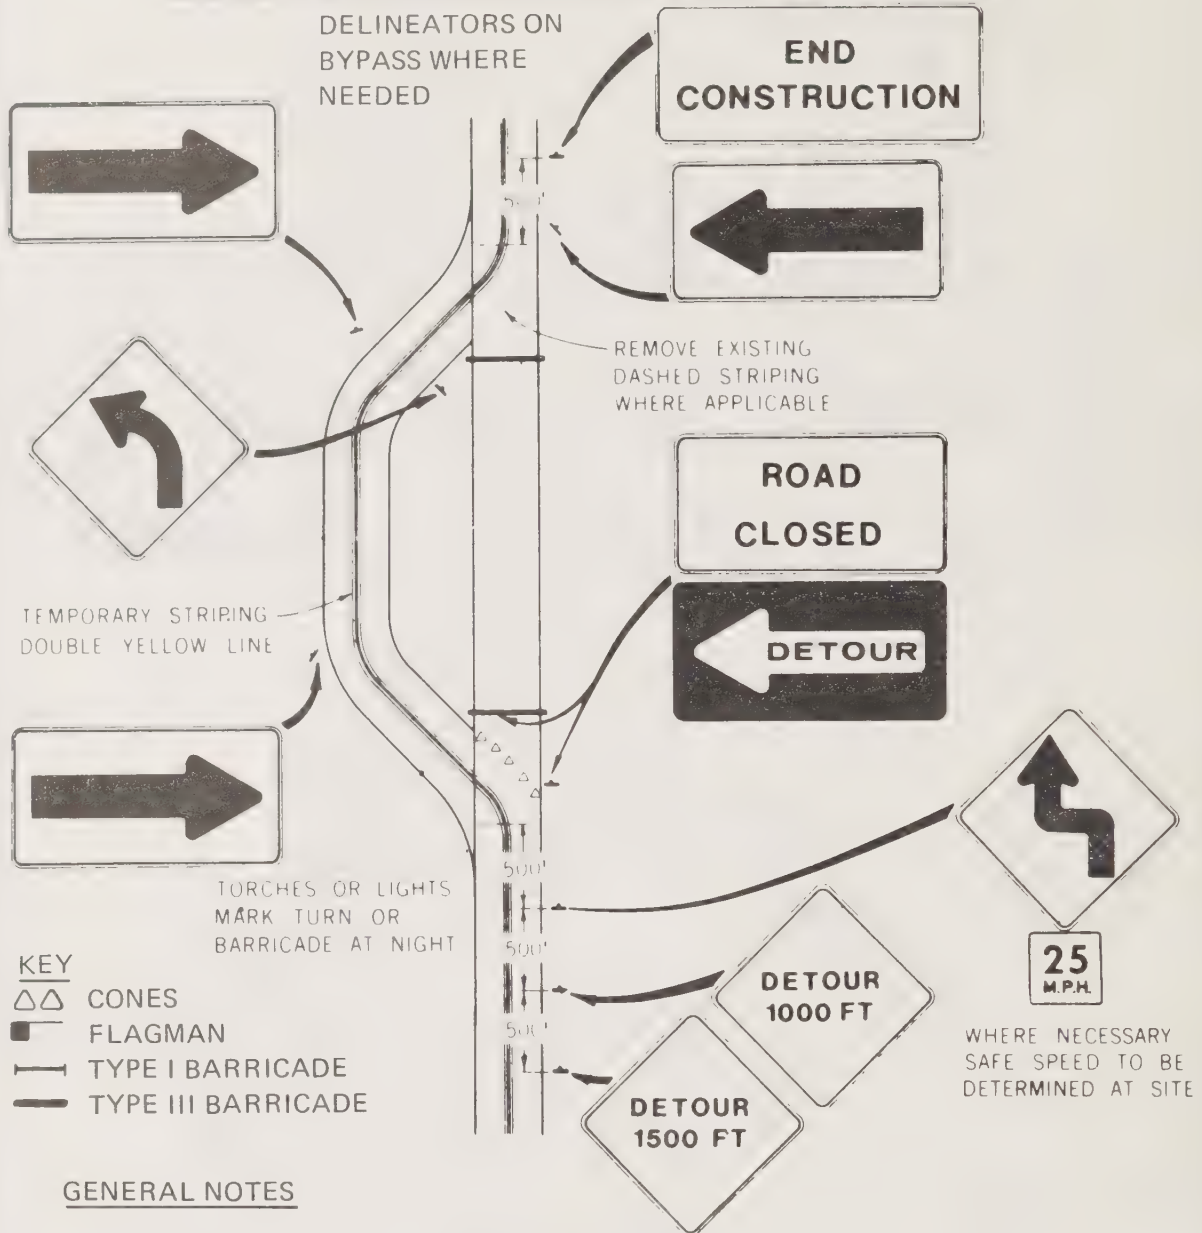 DELINEATORS ON
BYPASS WHERE
NEEDED
END
CONSTRUCTION
REMOVE EXISTING
DASHED STRIPING
WHERE APPLICABLE
ROAD
CLOSED
DETOUR
TEMPORARY STRIPING
DOUBLE YELLOW LINE
500'
TORCHES OR LIGHTS
MARK TURN OR
BARRICADE AT NIGHT
500'
500'
25
M.P.H.
WHERE NECESSARY
SAFE SPEED TO BE
DETERMINED AT SITE
DETOUR
1000 FT
DETOUR
1500 FT
KEY
CONES
FLAGMAN
TYPE I BARRICADE
TYPE III BARRICADE
GENERAL NOTES